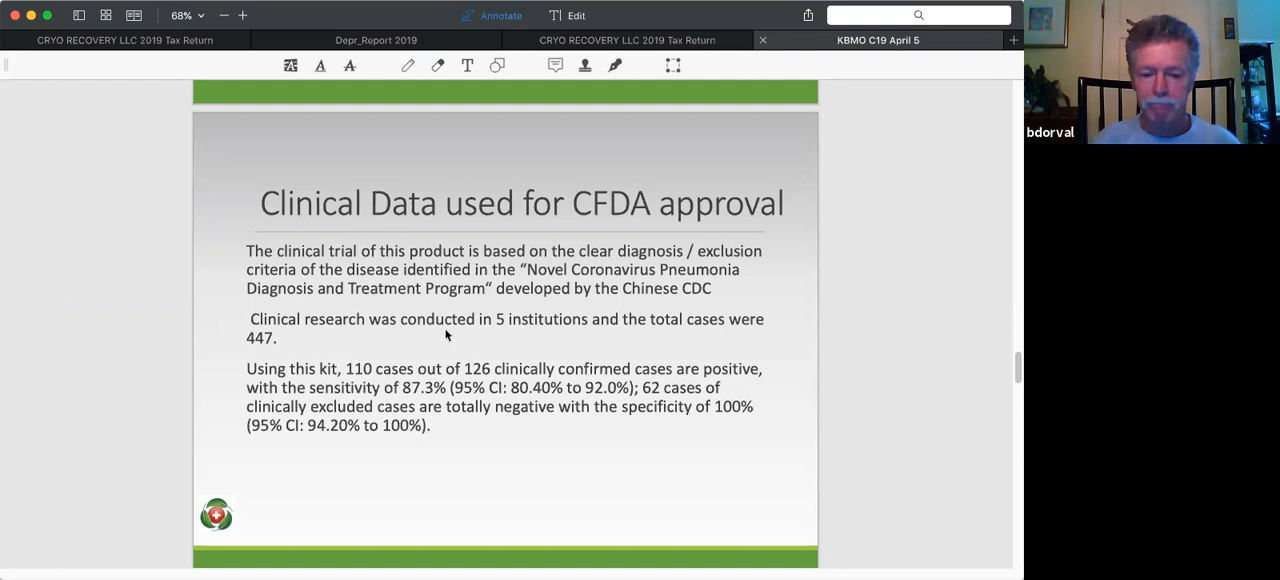 68%
Annotate
Edit
CRYO RECOVERY LLC 2019 Tax Return
Depr_Report 2019
CRYO RECOVERY LLC 2019 Tax Return
KBMO C19 April 5
A
A
T
bdorval
Clinical Data used for CFDA approval
The clinical trial of this product is based on the clear diagnosis / exclusion
criteria of the disease identified in the “Novel Coronavirus Pneumonia
Diagnosis and Treatment Program“ developed by the Chinese CDC
Clinical research was conducted in 5 institutions and the total cases were
447.
Using this kit, 110 cases out of 126 clinically confirmed cases are positive,
with the sensitivity of 87.3% (95% CI: 80.40% to 92.0%); 62 cases of
clinically excluded cases are totally negative with the specificity of 100%
(95% CI: 94.20% to 100%).